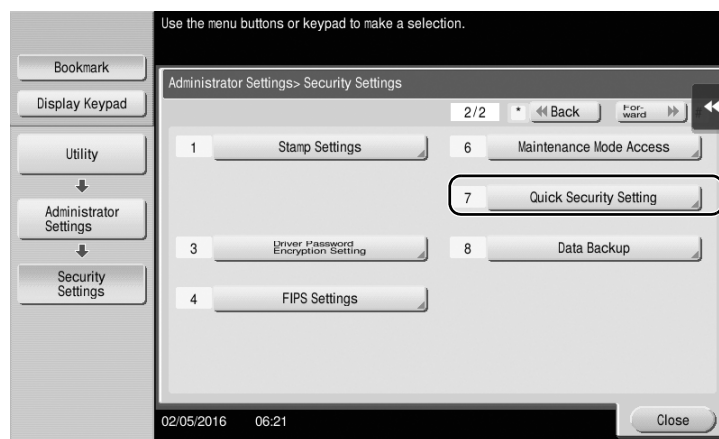 Use the menu buttons or keypad to make a selection.
Bookmark
Display Keypad
Utility
Administrator
Settings
Security
Settings
Administrator Settings> Security Settings
2/2 * Back For-
ward
1 Stamp Settings
6 Maintenance Mode Access
7 Quick Security Setting
3 Driver Password
Encryption Setting
8 Data Backup
4 FIPS Settings
02/05/2016 06:21
Close